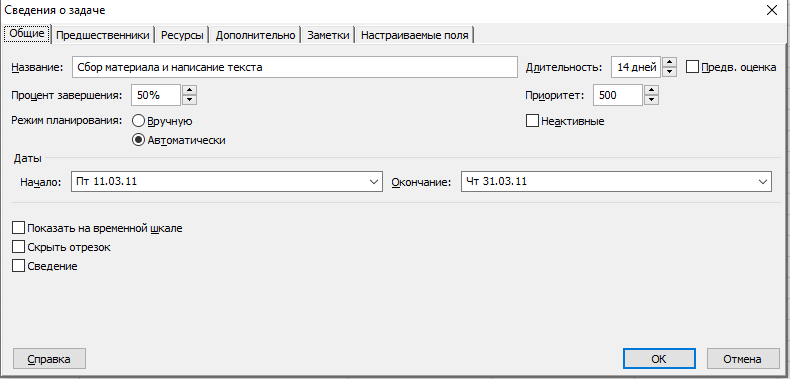 Сведения о задаче
Общие Предшественники Ресурсы Дополнительно Заметки Настраиваемые поля
Название: Сбор материала и написание текста Длительность: 14 дней Предв. оценка
Процент завершения: 50% Приоритет: 500
Режим планирования: Вручную Неактивные
Автоматически
Даты
Начало: Пт 11.03.11 Окончание: Чт 31.03.11
Показать на временной шкале
Скрыть отрезок
Сведение
Справка ОК Отмена